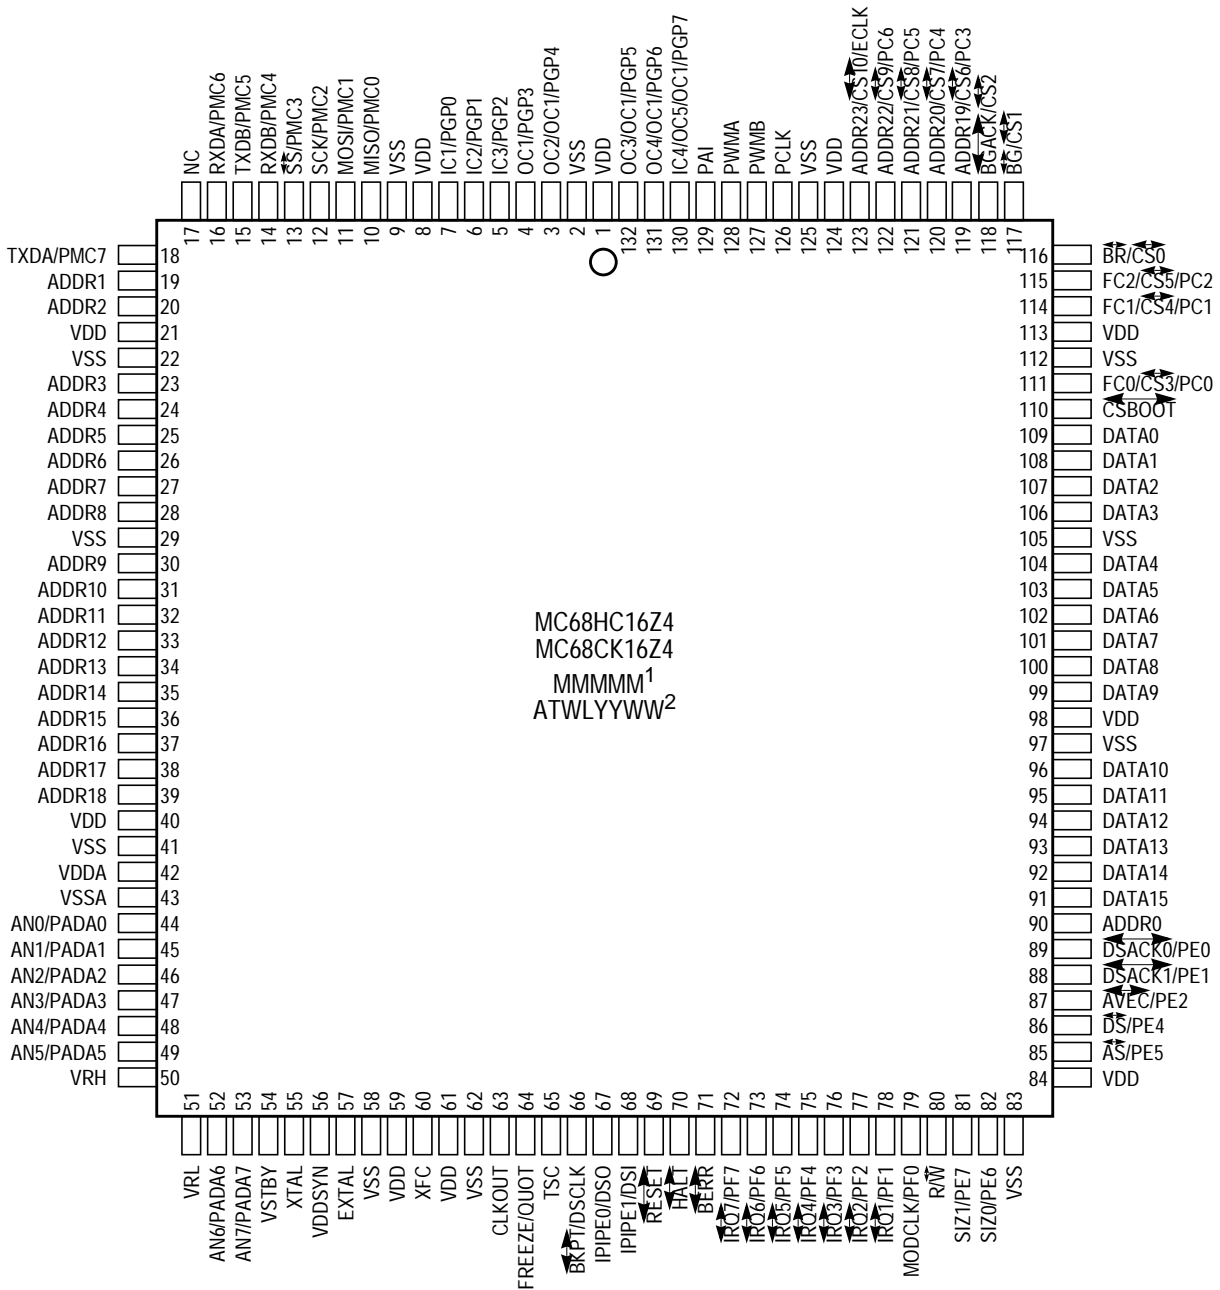 NC
RXDA/PMC6
TXDB/PMC5
RXDB/PMC4
SS/PMC3
SCK/PMC2
MOSI/PMC1
MISO/PMC0
VSS
VDD
IC1/PGP0
IC2/PGP1
IC3/PGP2
OC1/PGP3
OC2/OC1/PGP4
VSS
VDD
OC3/OC1/PGP5
OC4/OC1/PGP6
IC4/OC5/OC1/PGP7
PAI
PWMA
PWMB
PCLK
VSS
VDD
ADDR23/CS10/ECLK
ADDR22/CS9/PC6
ADDR21/CS8/PC5
ADDR20/CS7/PC4
ADDR19/CS6/PC3
BGACK/CS2
BG/CS1
17 16 15 14 13 12 11 10 9 8 7 6 5 4 3 2 1 132 131 130 129 128 127 126 125 124 123 122 121 120 119 118 117
TXDA/PMC7 18
ADDR1 19
ADDR2 20
VDD 21
VSS 22
ADDR3 23
ADDR4 24
ADDR5 25
ADDR6 26
ADDR7 27
ADDR8 28
VSS 29
ADDR9 30
ADDR10 31
ADDR11 32
ADDR12 33
ADDR13 34
ADDR14 35
ADDR15 36
ADDR16 37
ADDR17 38
ADDR18 39
VDD 40
VSS 41
VDDA 42
VSSA 43
AN0/PADA0 44
AN1/PADA1 45
AN2/PADA2 46
AN3/PADA3 47
AN4/PADA4 48
AN5/PADA5 49
VRH 50
MC68HC16Z4
MC68CK16Z4
MMMMM1
ATWLYYWW2
116 BR/CS0
115 FC2/CS5/PC2
114 FC1/CS4/PC1
113 VDD
112 VSS
111 FC0/CS3/PC0
110 CSBOOT
109 DATA0
108 DATA1
107 DATA2
106 DATA3
105 VSS
104 DATA4
103 DATA5
102 DATA6
101 DATA7
100 DATA8
99 DATA9
98 VDD
97 VSS
96 DATA10
95 DATA11
94 DATA12
93 DATA13
92 DATA14
91 DATA15
90 ADDR0
89 DSACK0/PE0
88 DSACK1/PE1
87 AVEC/PE2
86 DS/PE4
85 AS/PE5
84 VDD
51 52 53 54 55 56 57 58 59 60 61 62 63 64 65 66 67 68 69 70 71 72 73 74 75 76 77 78 79 80 81 82 83
VRL
AN6/PADA6
AN7/PADA7
VSTBY
XTAL
VDDSYN
EXTAL
VSS
VDD
XFC
VDD
VSS
CLKOUT
FREEZE/QUOT
TSC
BKPT/DSCLK
IPIPE0/DSO
IPIPE1/DSI
RESET
HALT
BERR
IRQ7/PF7
IRQ6/PF6
IRQ5/PF5
IRQ4/PF4
IRQ3/PF3
IRQ2/PF2
IRQ1/PF1
MODCLK/PF0
R/W
SIZ1/PE7
SIZ0/PE6
VSS